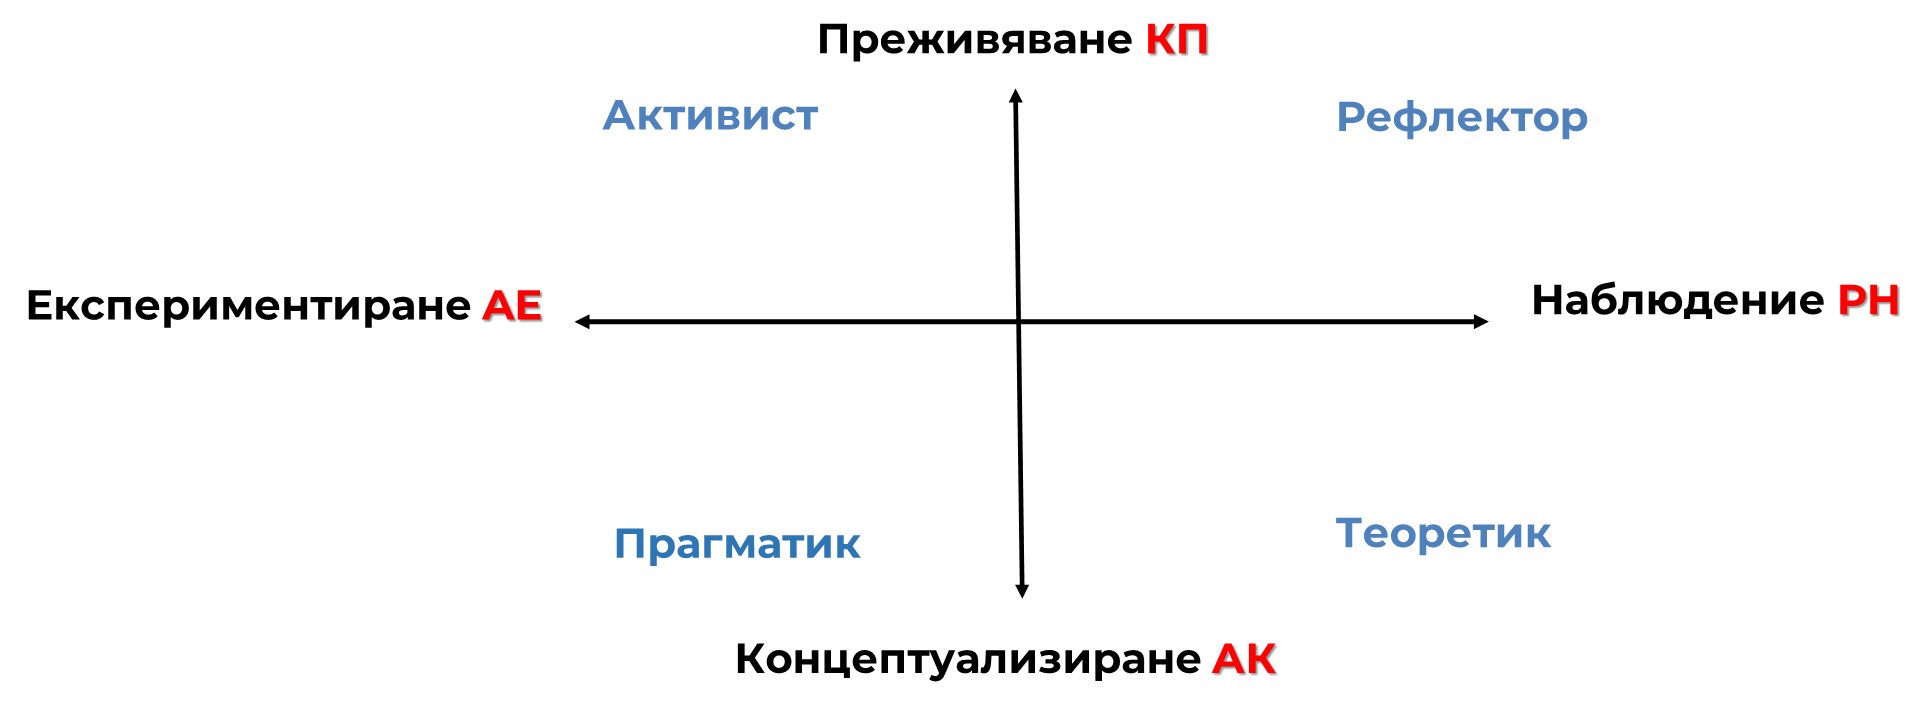 Преживяване КП
Активист
Рефлектор
Експериментиране АЕ
Наблюдение РН
Прагматик
Теоретик
Концептуализиране АК